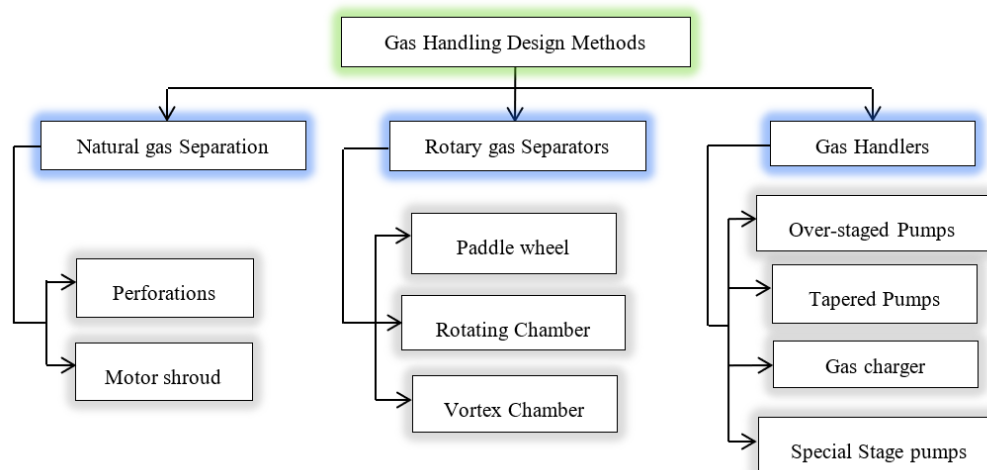 Gas Handling Design Methods
Natural gas Separation
Rotary gas Separators
Gas Handlers
Perforations
Motor shroud
Paddle wheel
Rotating Chamber
Vortex Chamber
Over-staged Pumps
Tapered Pumps
Gas charger
Special Stage pumps